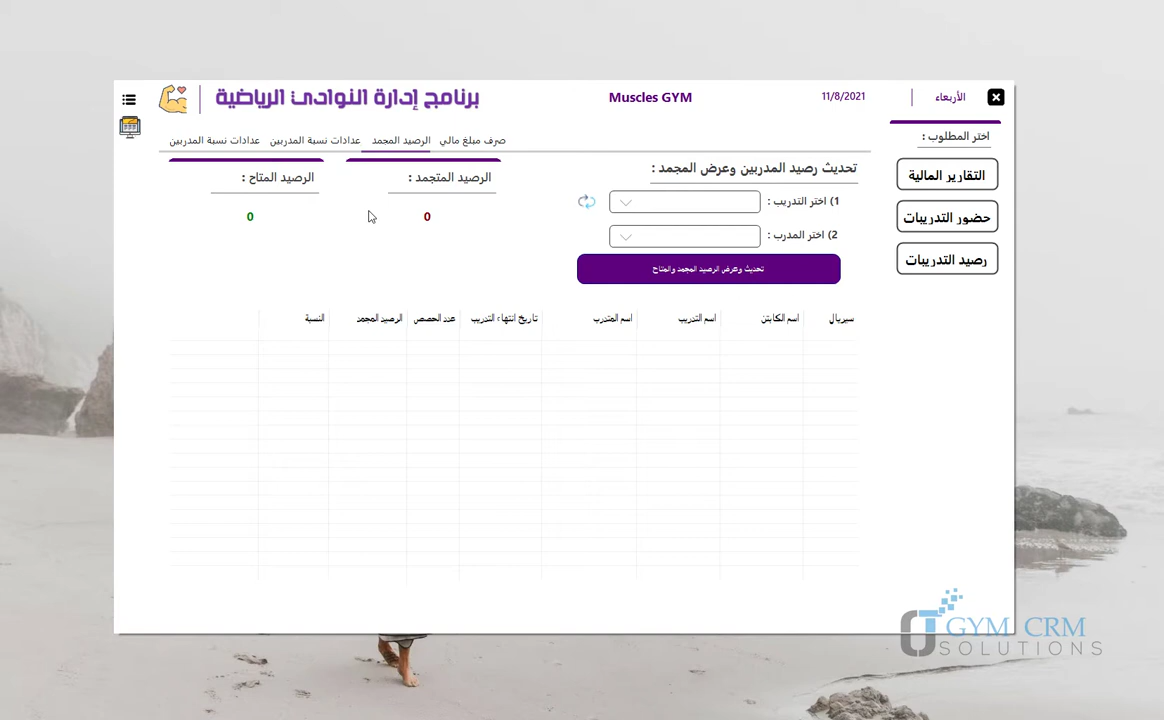 الأربعاء
11/8/2021
Muscles GYM
برنامج إدارة النوادى الرياضية
اختر المطلوب :
التقارير المالية
حضور التدريبات
رصيد التدريبات
صرف مبلغ مالي
الرصيد المجمد
عدادات نسبة المدربين
عدادات نسبة المدربين
تحديث رصيد المدربين وعرض المجمد :
1) اختر التدريب :
2) اختر المدرب :
تحديث وعرض الرصيد المجمد والمتاح
الرصيد المتجمد :
0
الرصيد المتاح :
0
سيريال اسم الكابتن اسم التدريب اسم المتدرب تاريخ انتهاء التدريب عدد الحصص الرصيد المجمد النسبة
GYM CRM
SOLUTIONS